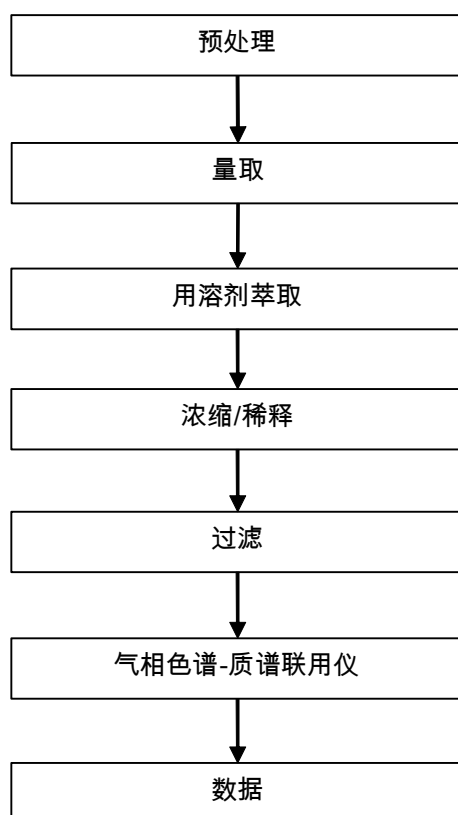 预处理
量取
用溶剂萃取
浓缩/稀释
过滤
气相色谱-质谱联用仪
数据